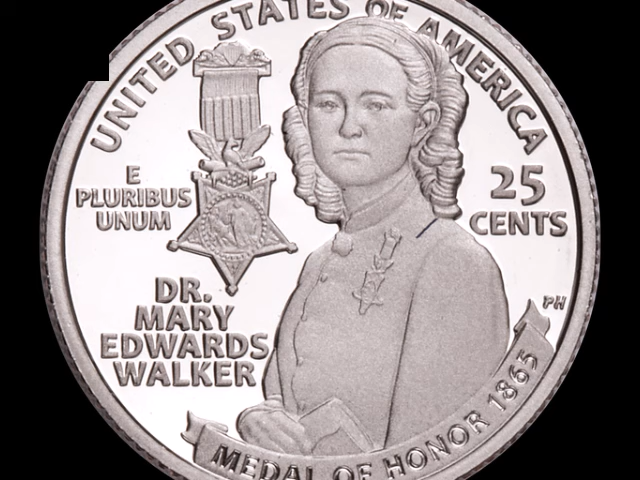 UNITED STATES OF AMERICA
E
PLURIBUS
UNUM
25
CENTS
DR.
MARY
EDWARDS
WALKER
PH
MEDAL OF HONOR 1865